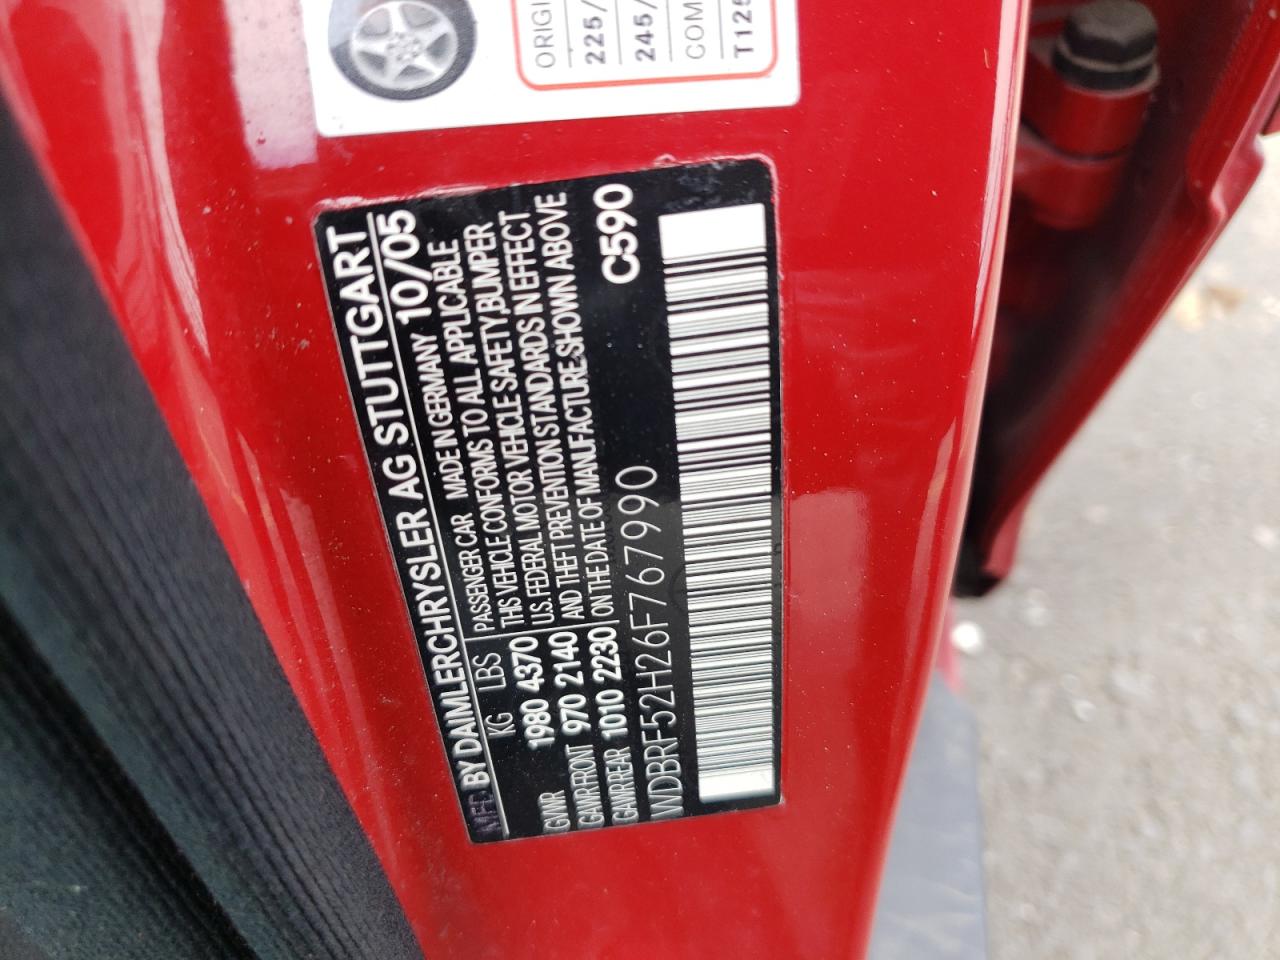 ORIGI
225/
245/
COM
T125
MFD. BY DAIMLERCHRYSLER AG STUTTGART
10/05
KG LBS
GVWR 1980 4370
GAWR FRONT 970 2140
GAWR REAR 1010 2230
PASSENGER CAR MADE IN GERMANY
THIS VEHICLE CONFORMS TO ALL APPLICABLE
U.S. FEDERAL MOTOR VEHICLE SAFETY, BUMPER
AND THEFT PREVENTION STANDARDS IN EFFECT
ON THE DATE OF MANUFACTURE SHOWN ABOVE
WDBRF52H26F767990 C590